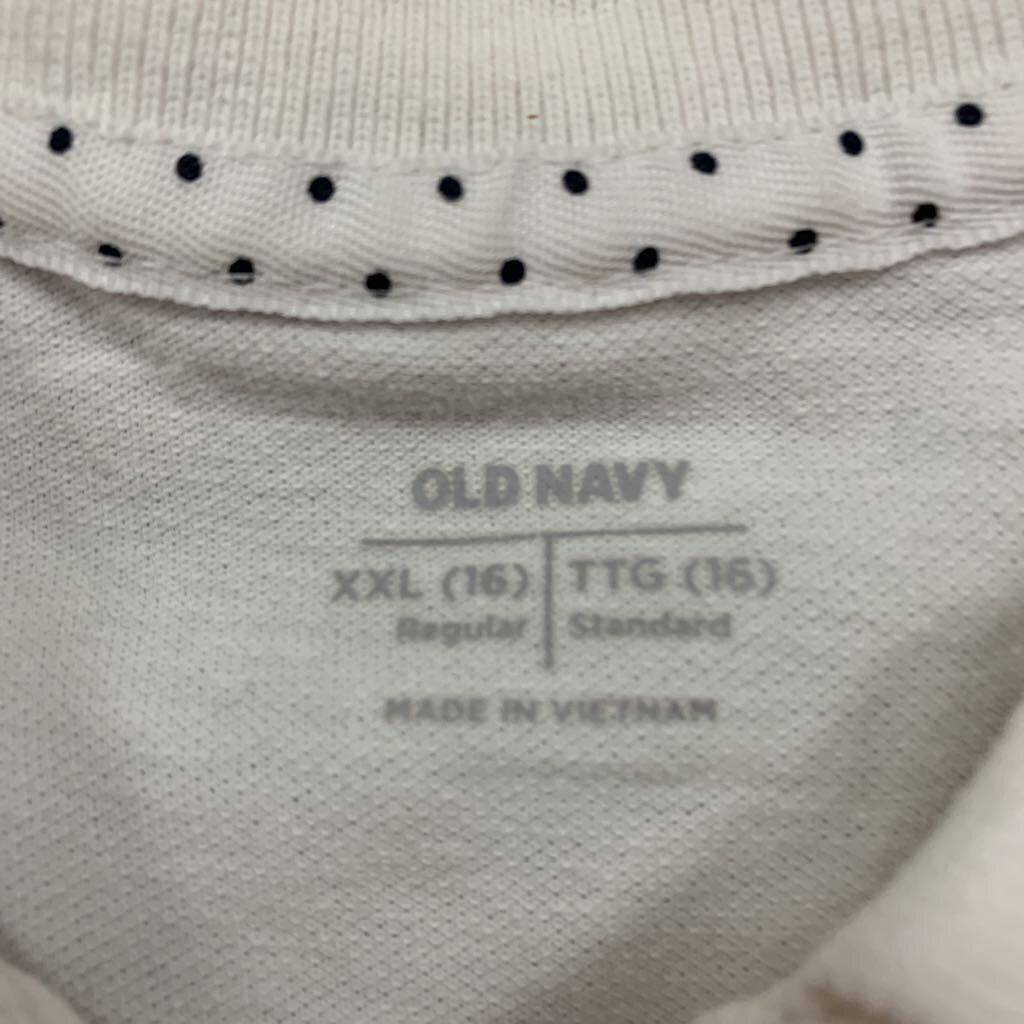 OLD NAVY
XXL (16) TTG (16)
Regular Standard
MADE IN VIETNAM